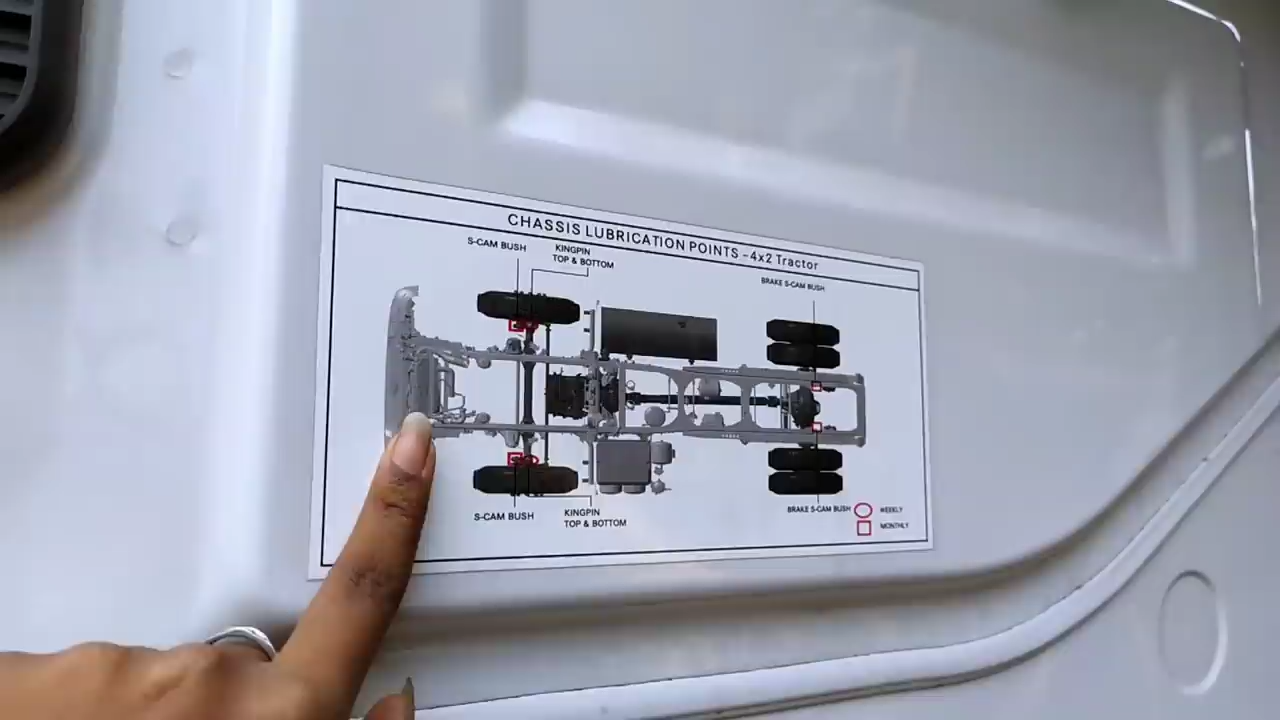 CHASSIS LUBRICATION POINTS -4x2 Tractor
S-CAM BUSH
KINGPIN
TOP & BOTTOM
BRAKE S-CAM BUSH
S-CAM BUSH
KINGPIN
TOP & BOTTOM
BRAKE S-CAM BUSH
WEEKLY
MONTHLY